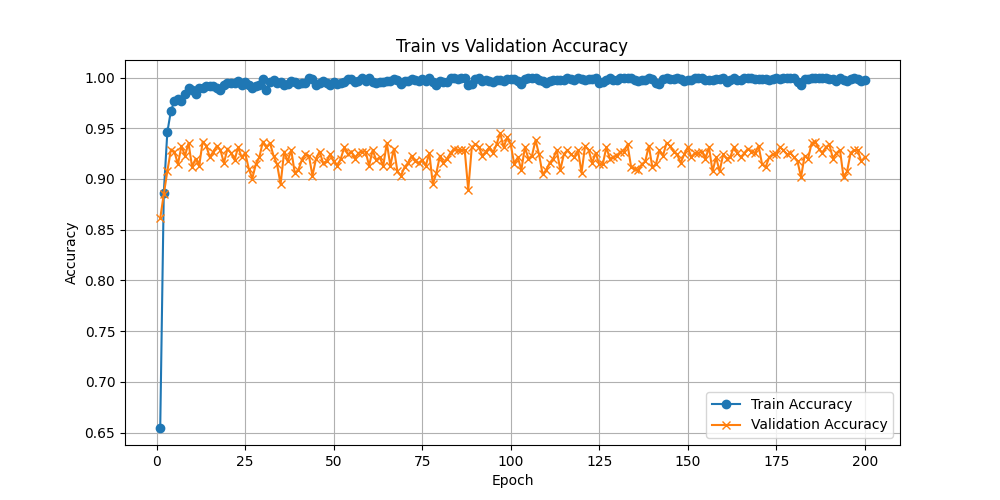 Train vs Validation Accuracy
1.00
0.95
0.90
0.85
0.80
0.75
0.70
0.65
Accuracy
Train Accuracy
Validation Accuracy
0 25 50 75 100 125 150 175 200
Epoch